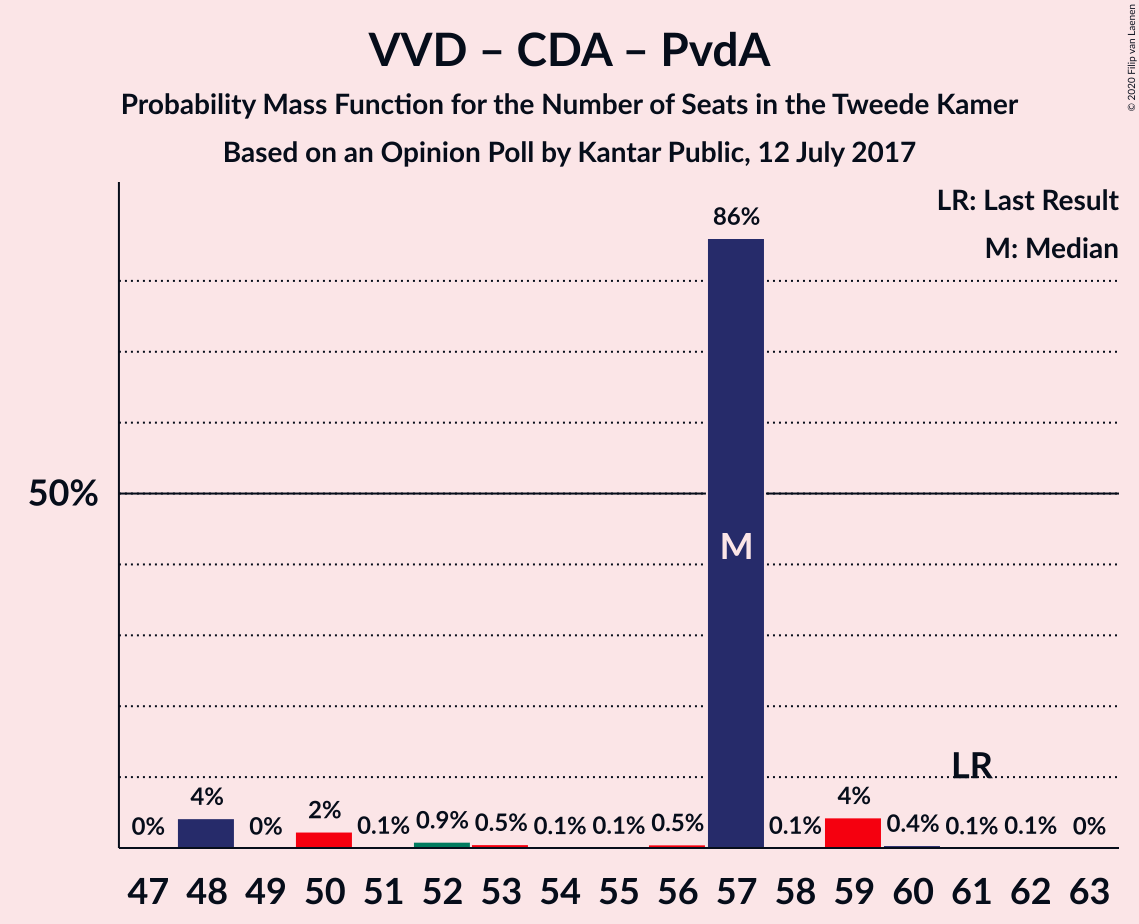 VVD – CDA – PvdA
Probability Mass Function for the Number of Seats in the Tweede Kamer
Based on an Opinion Poll by Kantar Public, 12 July 2017
© 2020 Filip van Laenen
LR: Last Result
M: Median
86%
50%
M
LR
0% 4% 0% 2% 0.1% 0.9% 0.5% 0.1% 0.1% 0.5% 0.1% 4% 0.4% 0.1% 0.1% 0%
47 48 49 50 51 52 53 54 55 56 57 58 59 60 61 62 63